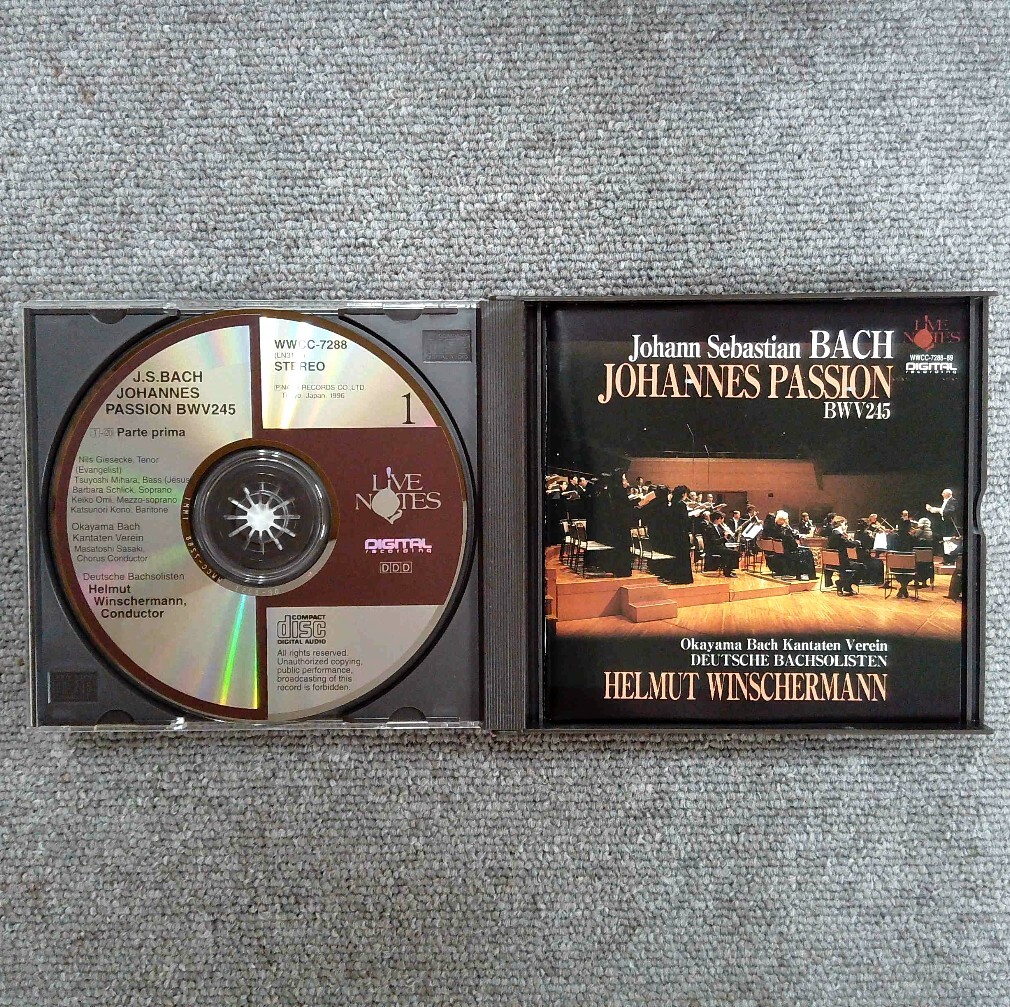 J.S.BACH
JOHANNES
PASSION BWV245
Parte prima
Nils Giesecke, Tenor
(Evangelist)
Tsuyoshi Mihara, Bass (Jesus
Barbara Schlick, Soprano
Keiko Omi, Mezzo-soprano
Katsunori Kono, Baritone
Okayama Bach
Kantaten Verein
Masatoshi Sasaki,
Chorus Conductor
Deutsche Bachsolisten
Helmut
Winschermann,
Conductor
WWCC-7288
STEREO
RECORDS CO.,LTD
Tokyo, Japan, 1996
1
LIVE
NOTES
DIGITAL
recording
DDD
COMPACT
disc
DIGITAL AUDIO
All rights reserved.
Unauthorized copying,
public performance,
broadcasting of this
record is forbidden.
LIVE
NOTES
WWCC-7288~89
DIGITAL
recording
Johann Sebastian BACH
JOHANNES PASSION
BWV245
Okayama Bach Kantaten Verein
DEUTSCHE BACHSOLISTEN
HELMUT WINSCHERMANN